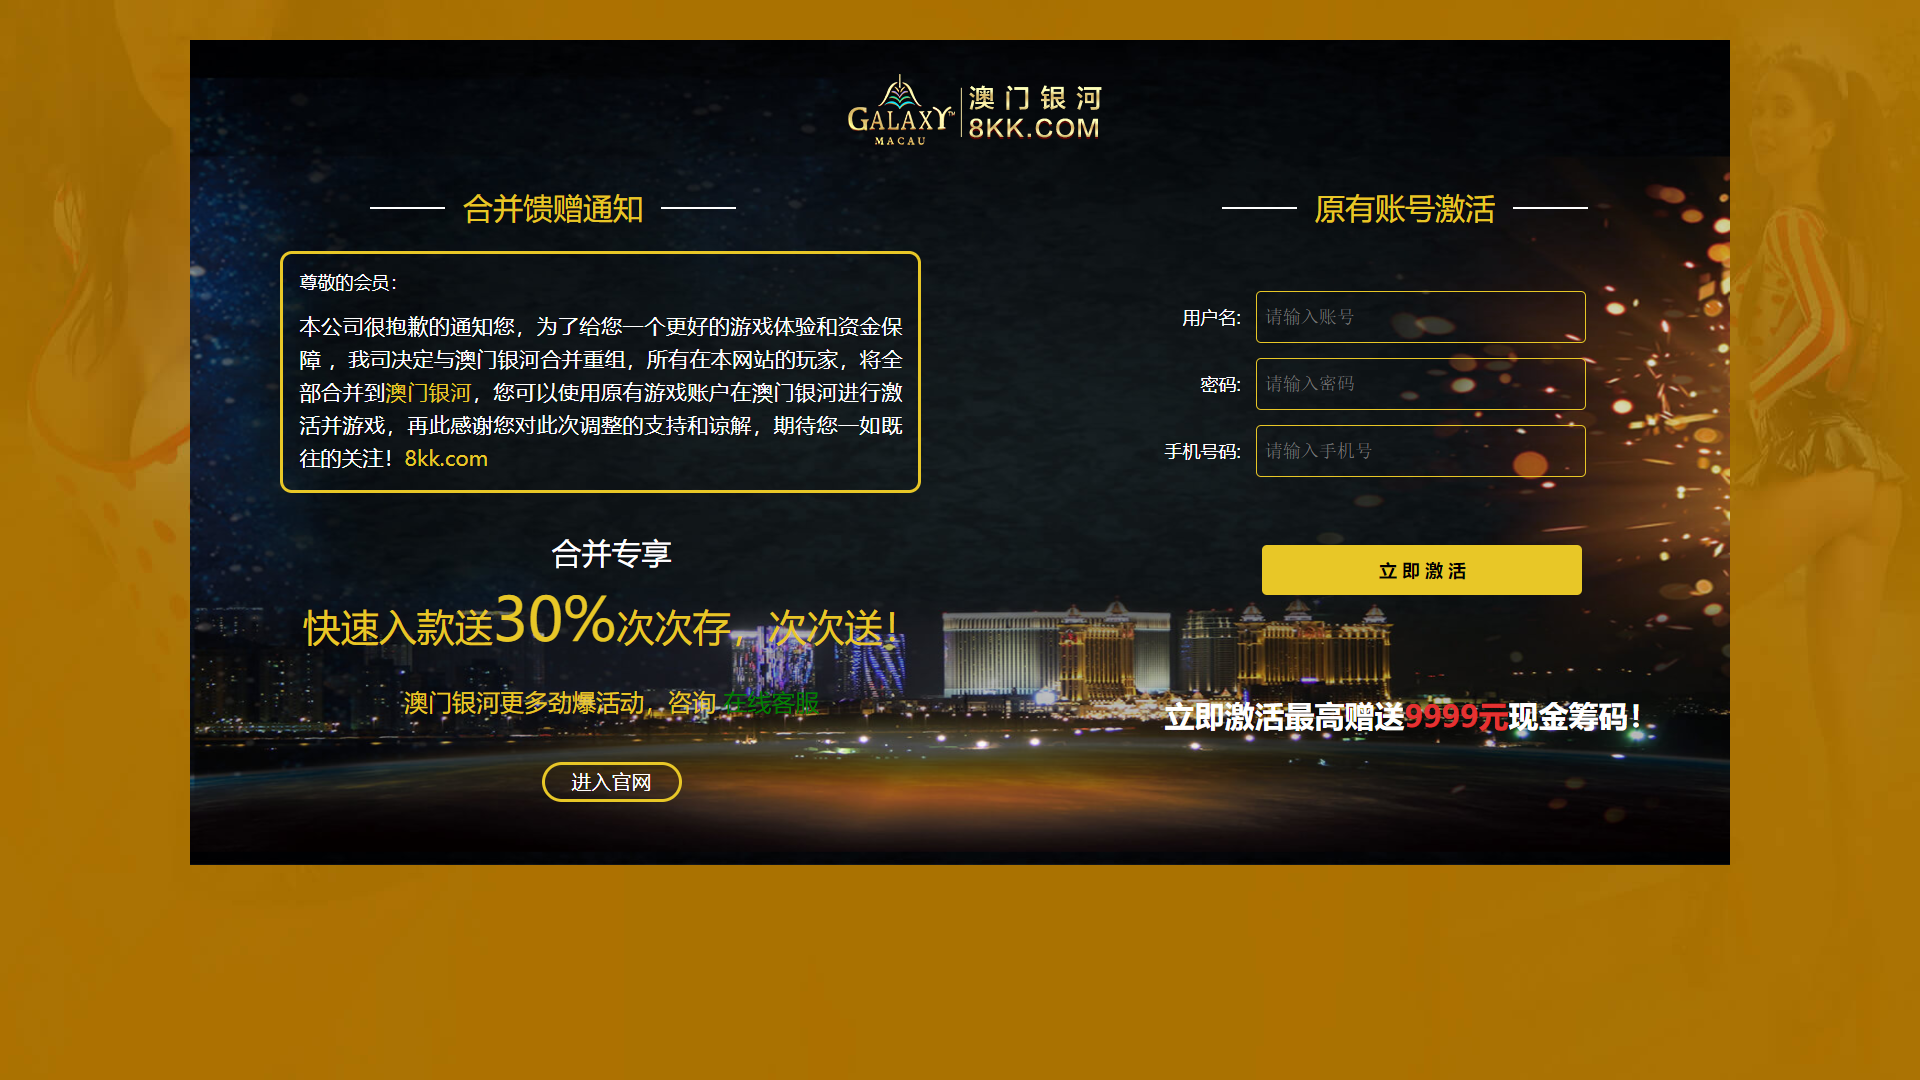 GALAXY™
MACAU
澳门银河
8KK.COM
合并馈赠通知
尊敬的会员：
本公司很抱歉的通知您，为了给您一个更好的游戏体验和资金保
障 ，我司决定与澳门银河合并重组，所有在本网站的玩家，将全
部合并到澳门银河，您可以使用原有游戏账户在澳门银河进行激
活并游戏，再此感谢您对此次调整的支持和谅解，期待您一如既
往的关注！8kk.com
合并专享
快速入款送30%次次存，次次送！
澳门银河更多劲爆活动，咨询 在线客服
进入官网
原有账号激活
用户名: 请输入账号
密码: 请输入密码
手机号码: 请输入手机号
立即激活
立即激活最高赠送9999元现金筹码！